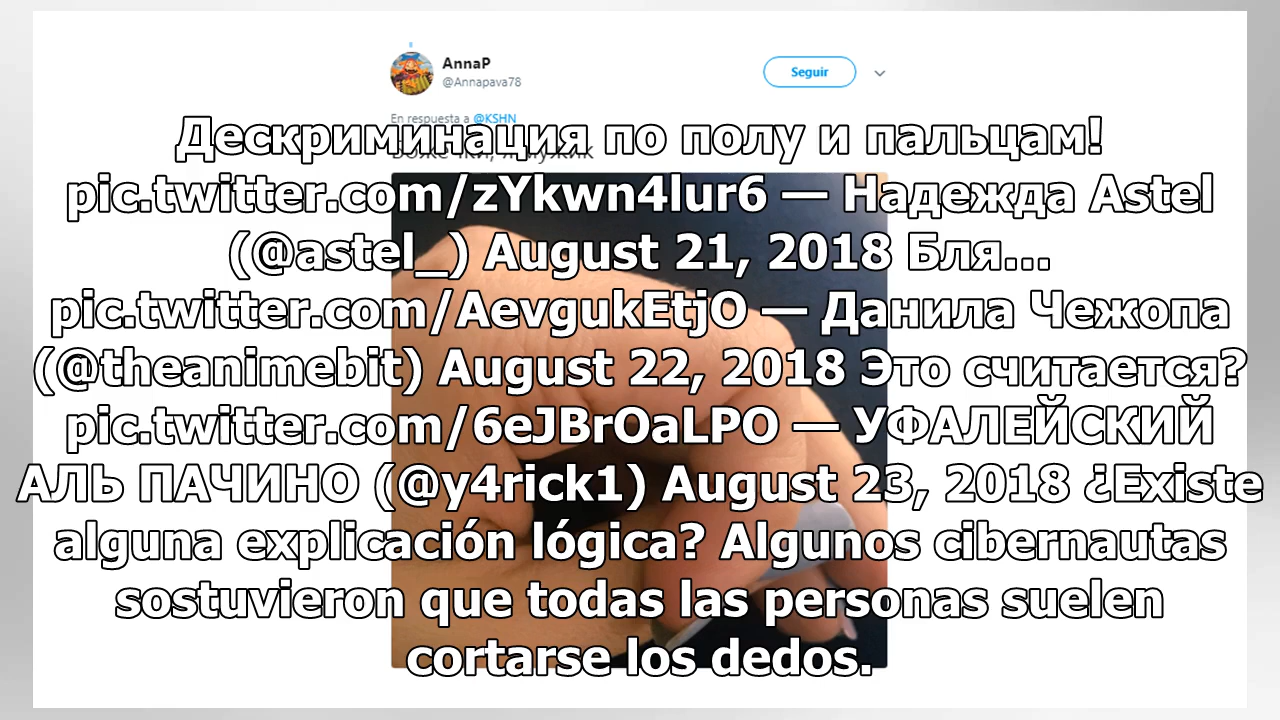 AnnaP
@Annapava78
Seguir
En respuesta a @KSHN
Дескриминация по полу и пальцам!
pic.twitter.com/zYkwn4lur6 — Надежда Astel
(@astel_) August 21, 2018 Бля...
pic.twitter.com/AevgukEtjO — Данила Чежопа
(@theanimebit) August 22, 2018 Это считается?
pic.twitter.com/6eJBrOaLPO — УФАЛЕЙСКИЙ
АЛЬ ПАЧИНО (@y4rick1) August 23, 2018 ¿Existe
alguna explicación lógica? Algunos cibernautas
sostuvieron que todas las personas suelen
cortarse los dedos.